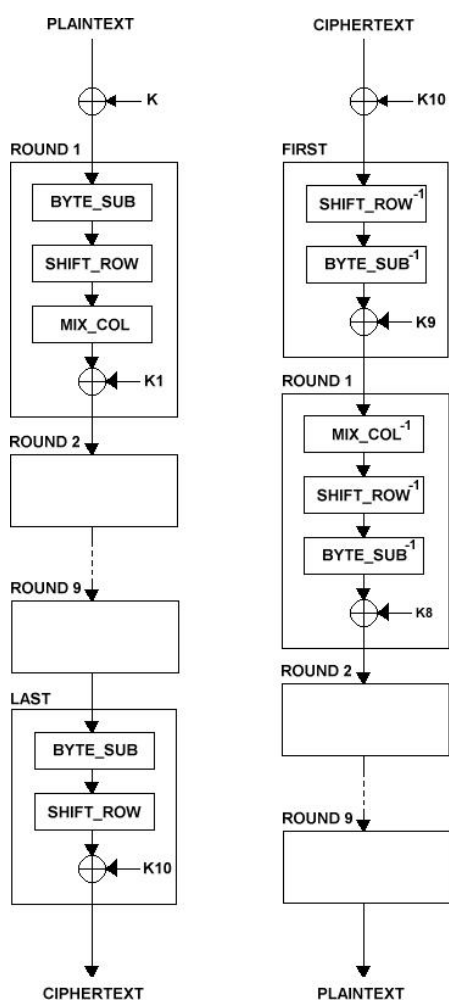 PLAINTEXT
K
ROUND 1
BYTE_SUB
SHIFT_ROW
MIX_COL
K1
ROUND 2
ROUND 9
LAST
BYTE_SUB
SHIFT_ROW
K10
CIPHERTEXT
CIPHERTEXT
K10
FIRST
SHIFT_ROW-1
BYTE_SUB-1
K9
ROUND 1
MIX_COL-1
SHIFT_ROW-1
BYTE_SUB-1
K8
ROUND 2
ROUND 9
PLAINTEXT